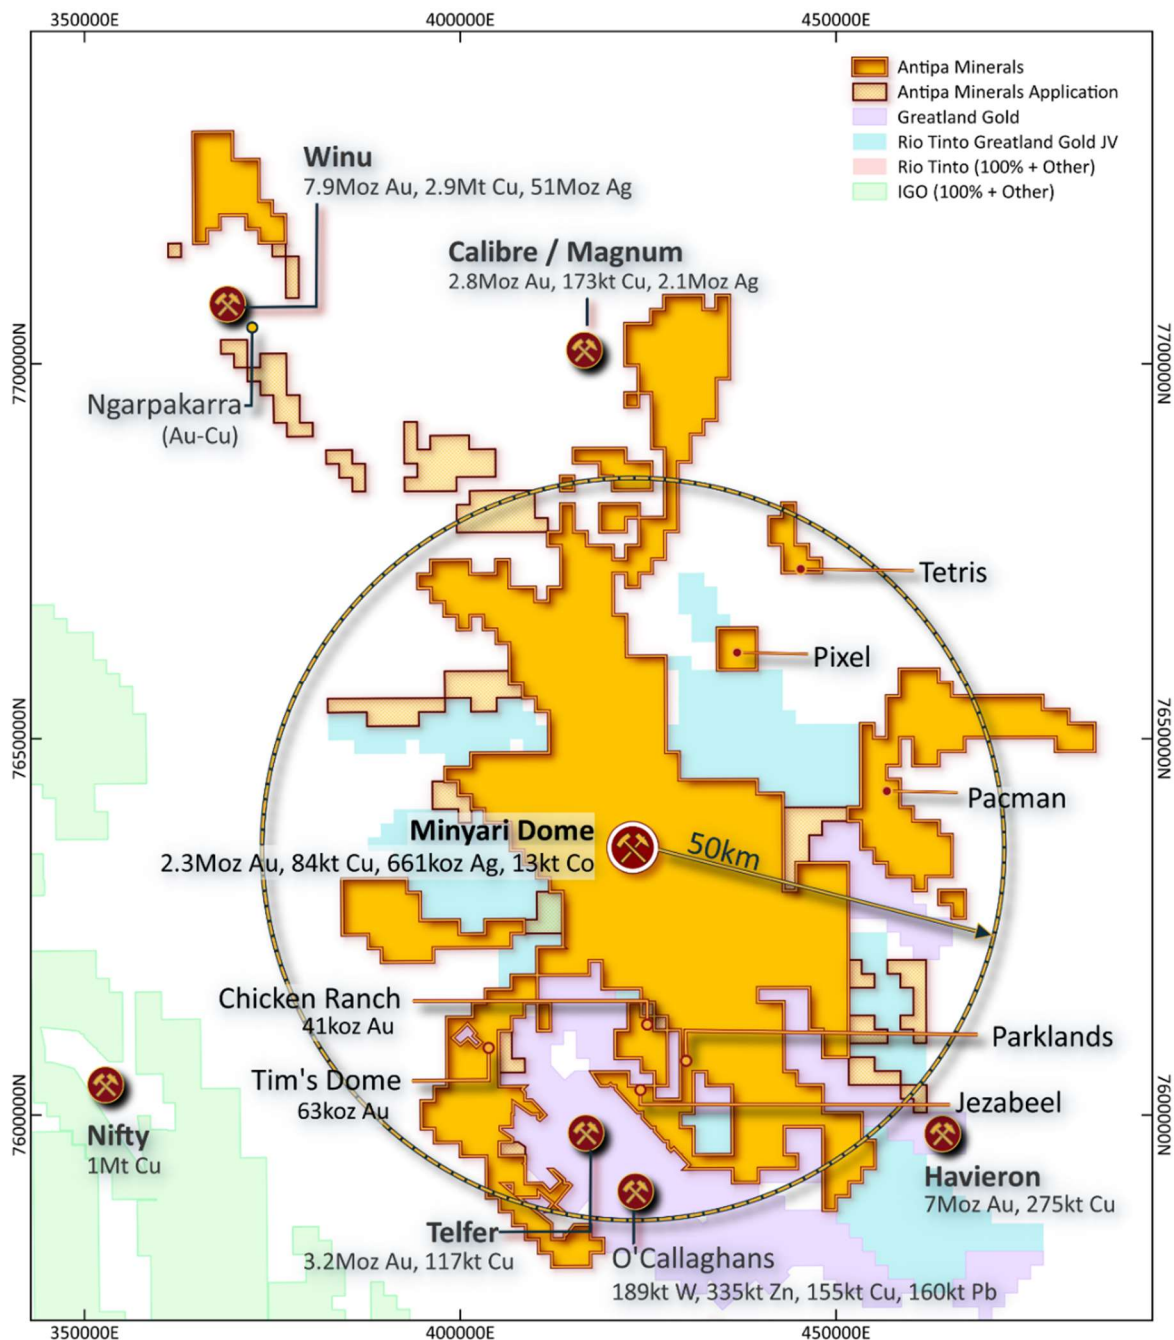 350000E
400000E
450000E
Antipa Minerals
Antipa Minerals Application
Greatland Gold
Rio Tinto Greatland Gold JV
Rio Tinto (100% + Other)
IGO (100% + Other)
Winu
7.9Moz Au, 2.9Mt Cu, 51Moz Ag
Calibre / Magnum
2.8Moz Au, 173kt Cu, 2.1Moz Ag
7700000N
7700000N
Ngarpakarra
(Au-Cu)
Tetris
Pixel
7650000N
7650000N
Pacman
Minyari Dome
2.3Moz Au, 84kt Cu, 661koz Ag, 13kt Co
50km
Chicken Ranch
41koz Au
Parklands
Tim's Dome
63koz Au
Jezabeel
7600000N
7600000N
Nifty
1Mt Cu
Havieron
7Moz Au, 275kt Cu
Telfer
3.2Moz Au, 117kt Cu
O'Callaghans
189kt W, 335kt Zn, 155kt Cu, 160kt Pb
350000E
400000E
450000E